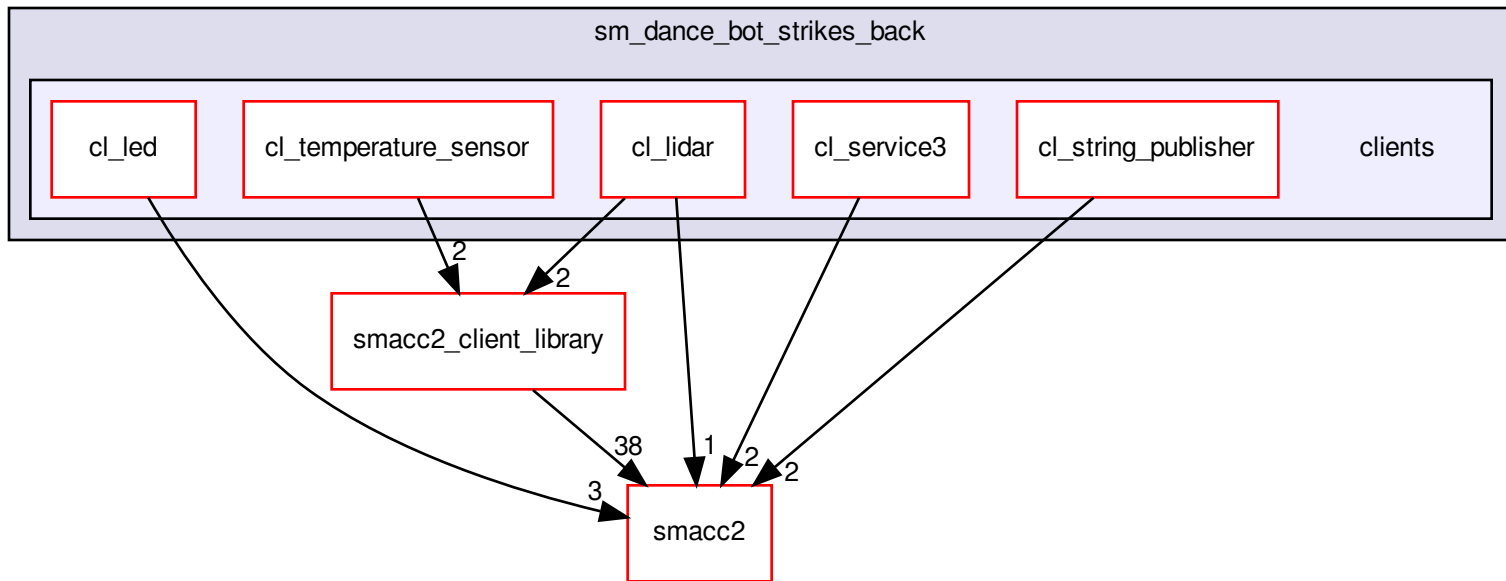 sm_dance_bot_strikes_back
cl_led
cl_temperature_sensor
cl_lidar
cl_service3
cl_string_publisher
clients
2
2
smacc2_client_library
38
1
2
2
3
smacc2